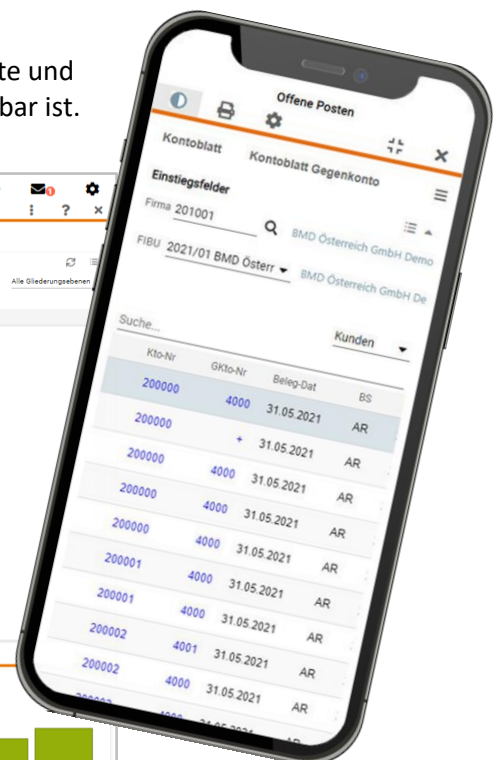 te und
bar ist.
1
?
Alle Gliederungsebenen
Offene Posten
Kontoblatt Kontoblatt Gegenkonto
Einstiegsfelder
Firma 201001 BMD Österreich GmbH Demo
FIBU 2021/01 BMD Österr BMD Österreich GmbH De
Suche... Kunden
Kto-Nr GKto-Nr Beleg-Dat BS
200000 4000 31.05.2021 AR
200000 + 31.05.2021 AR
200000 4000 31.05.2021 AR
200000 4000 31.05.2021 AR
200000 4000 31.05.2021 AR
200001 4000 31.05.2021 AR
200001 4000 31.05.2021 AR
200002 4001 31.05.2021 AR
200002 4000 31.05.2021 AR